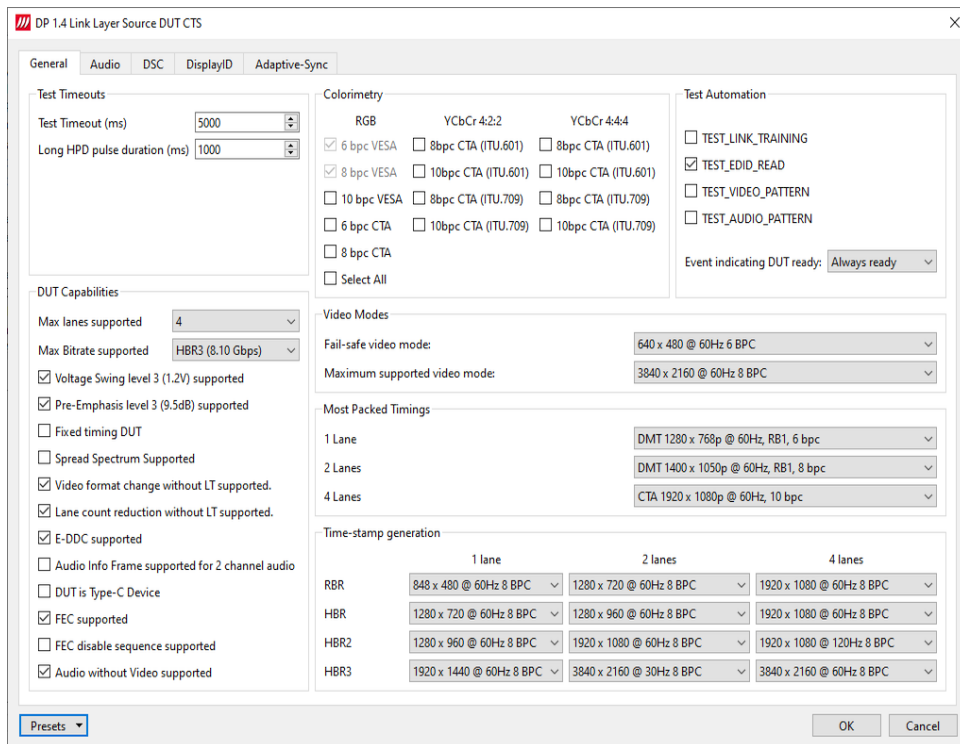 DP 1.4 Link Layer Source DUT CTS
General Audio DSC DisplayID Adaptive-Sync
Test Timeouts
Test Timeout (ms) 5000
Long HPD pulse duration (ms) 1000
Colorimetry
RGB YCbCr 4:2:2 YCbCr 4:4:4
6 bpc VESA 8bpc CTA (ITU.601) 8bpc CTA (ITU.601)
8 bpc VESA 10bpc CTA (ITU.601) 10bpc CTA (ITU.601)
10 bpc VESA 8bpc CTA (ITU.709) 8bpc CTA (ITU.709)
6 bpc CTA 10bpc CTA (ITU.709) 10bpc CTA (ITU.709)
8 bpc CTA
Select All
Test Automation
TEST_LINK_TRAINING
TEST_EDID_READ
TEST_VIDEO_PATTERN
TEST_AUDIO_PATTERN
Event indicating DUT ready: Always ready
DUT Capabilities
Max lanes supported 4
Max Bitrate supported HBR3 (8.10 Gbps)
Voltage Swing level 3 (1.2V) supported
Pre-Emphasis level 3 (9.5dB) supported
Fixed timing DUT
Spread Spectrum Supported
Video format change without LT supported.
Lane count reduction without LT supported.
E-DDC supported
Audio Info Frame supported for 2 channel audio
DUT is Type-C Device
FEC supported
FEC disable sequence supported
Audio without Video supported
Video Modes
Fail-safe video mode: 640 x 480 @ 60Hz 6 BPC
Maximum supported video mode: 3840 x 2160 @ 60Hz 8 BPC
Most Packed Timings
1 Lane DMT 1280 x 768p @ 60Hz, RB1, 6 bpc
2 Lanes DMT 1400 x 1050p @ 60Hz, RB1, 8 bpc
4 Lanes CTA 1920 x 1080p @ 60Hz, 10 bpc
Time-stamp generation
1 lane 2 lanes 4 lanes
RBR 848 x 480 @ 60Hz 8 BPC 1280 x 720 @ 60Hz 8 BPC 1920 x 1080 @ 60Hz 8 BPC
HBR 1280 x 720 @ 60Hz 8 BPC 1280 x 960 @ 60Hz 8 BPC 1920 x 1080 @ 60Hz 8 BPC
HBR2 1280 x 960 @ 60Hz 8 BPC 1920 x 1080 @ 60Hz 8 BPC 1920 x 1080 @ 120Hz 8 BPC
HBR3 1920 x 1440 @ 60Hz 8 BPC 3840 x 2160 @ 30Hz 8 BPC 3840 x 2160 @ 60Hz 8 BPC
Presets OK Cancel